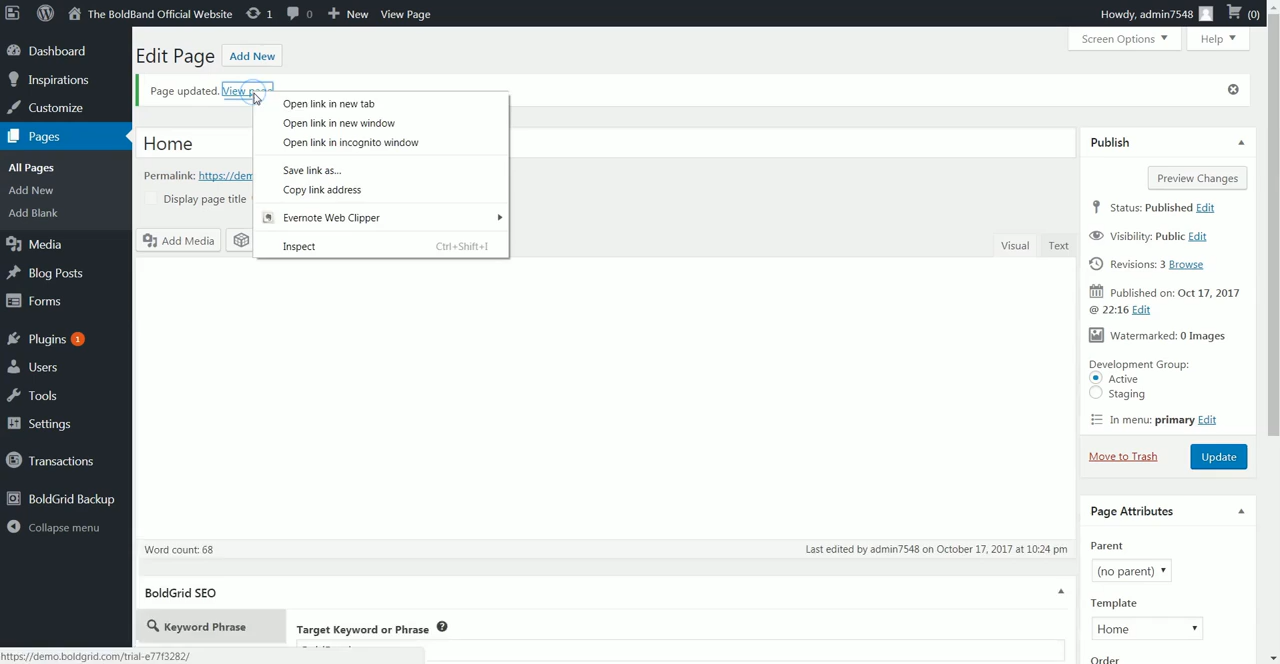 The BoldBand Official Website 1 0 New View Page Howdy, admin7548 (0)
Screen Options Help
Dashboard
Inspirations
Customize
Pages
All Pages
Add New
Add Blank
Media
Blog Posts
Forms
Plugins 1
Users
Tools
Settings
Transactions
BoldGrid Backup
Collapse menu
Edit Page Add New
Page updated. View page
Home
Permalink: https://dem
Display page title
Add Media
Open link in new tab
Open link in new window
Open link in incognito window
Save link as...
Copy link address
Evernote Web Clipper
Inspect Ctrl+Shift+I
Visual Text
Word count: 68 Last edited by admin7548 on October 17, 2017 at 10:24 pm
BoldGrid SEO
Keyword Phrase
Target Keyword or Phrase
Publish
Preview Changes
Status: Published Edit
Visibility: Public Edit
Revisions: 3 Browse
Published on: Oct 17, 2017
@ 22:16 Edit
Watermarked: 0 Images
Development Group:
Active
Staging
In menu: primary Edit
Move to Trash Update
Page Attributes
Parent
(no parent)
Template
Home
Order
https://demo.boldgrid.com/trial-e77f3282/